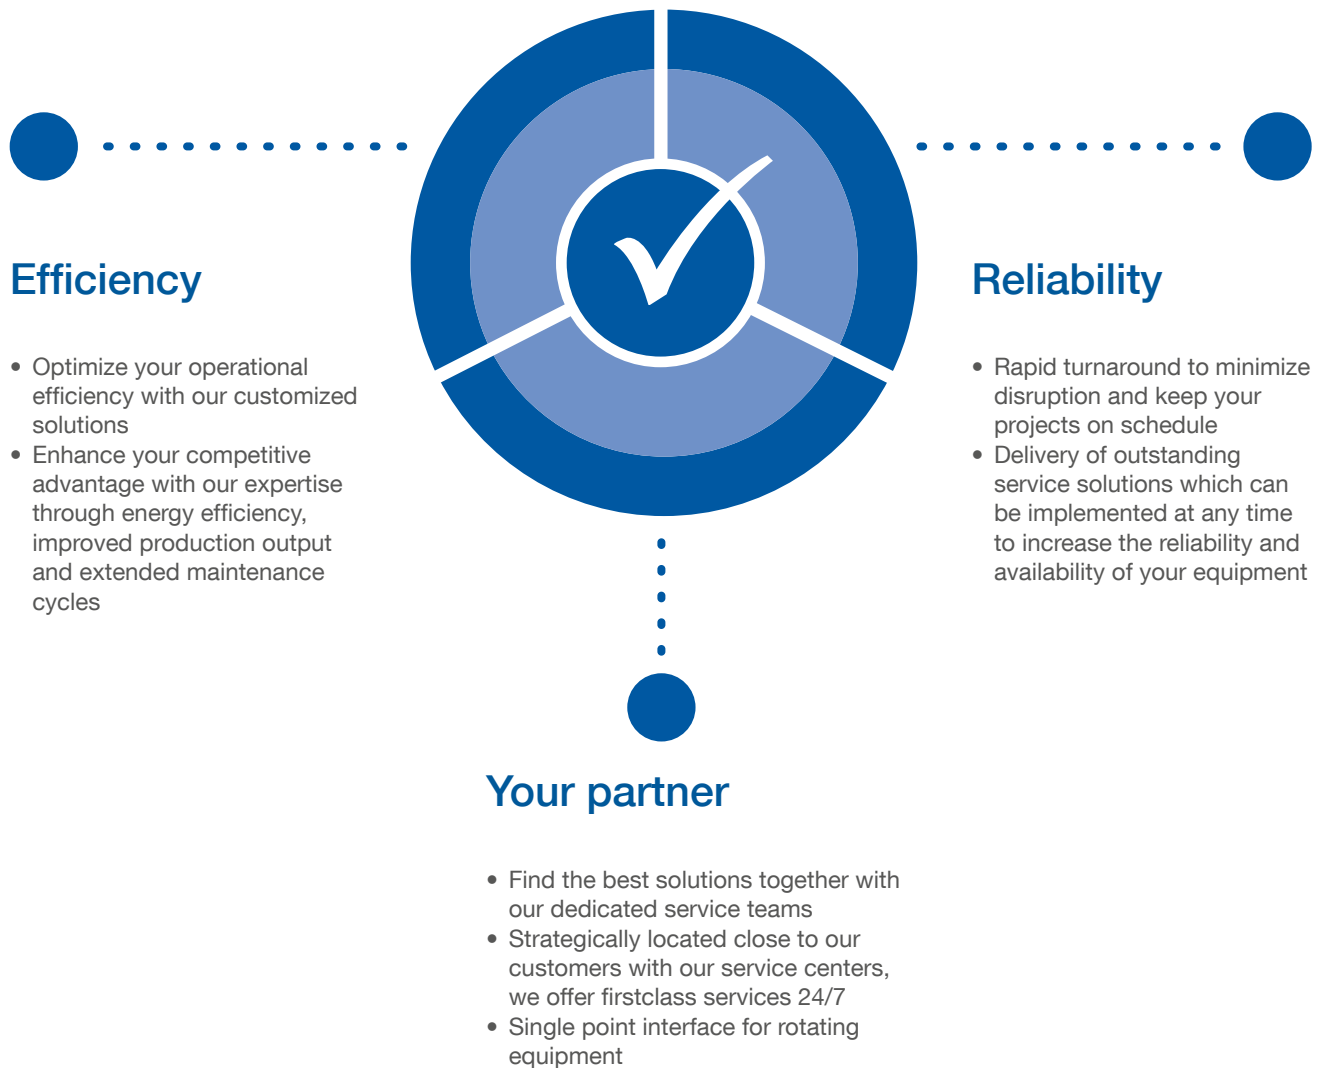 Efficiency
• Optimize your operational
efficiency with our customized
solutions
• Enhance your competitive
advantage with our expertise
through energy efficiency,
improved production output
and extended maintenance
cycles
Reliability
• Rapid turnaround to minimize
disruption and keep your
projects on schedule
• Delivery of outstanding
service solutions which can
be implemented at any time
to increase the reliability and
availability of your equipment
Your partner
• Find the best solutions together with
our dedicated service teams
• Strategically located close to our
customers with our service centers,
we offer firstclass services 24/7
• Single point interface for rotating
equipment